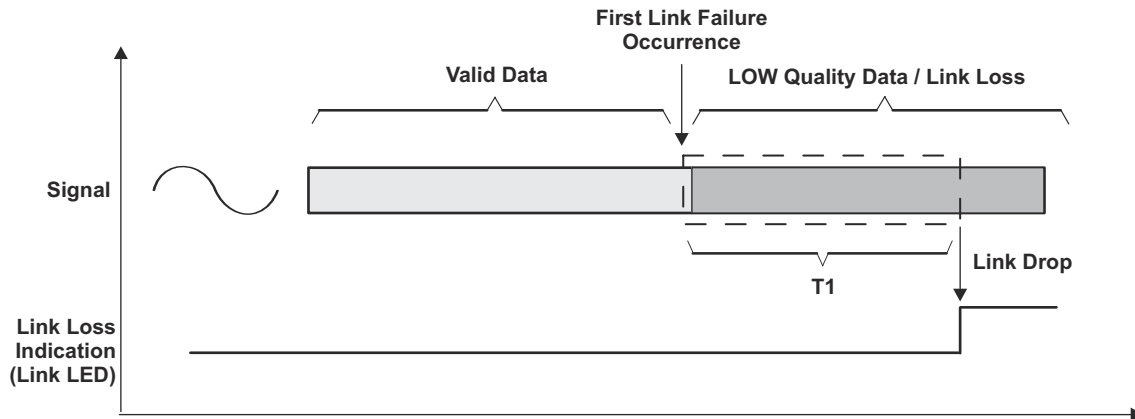 First Link Failure
Occurrence
Valid Data
LOW Quality Data / Link Loss
Signal
T1
Link Drop
Link Loss
Indication
(Link LED)